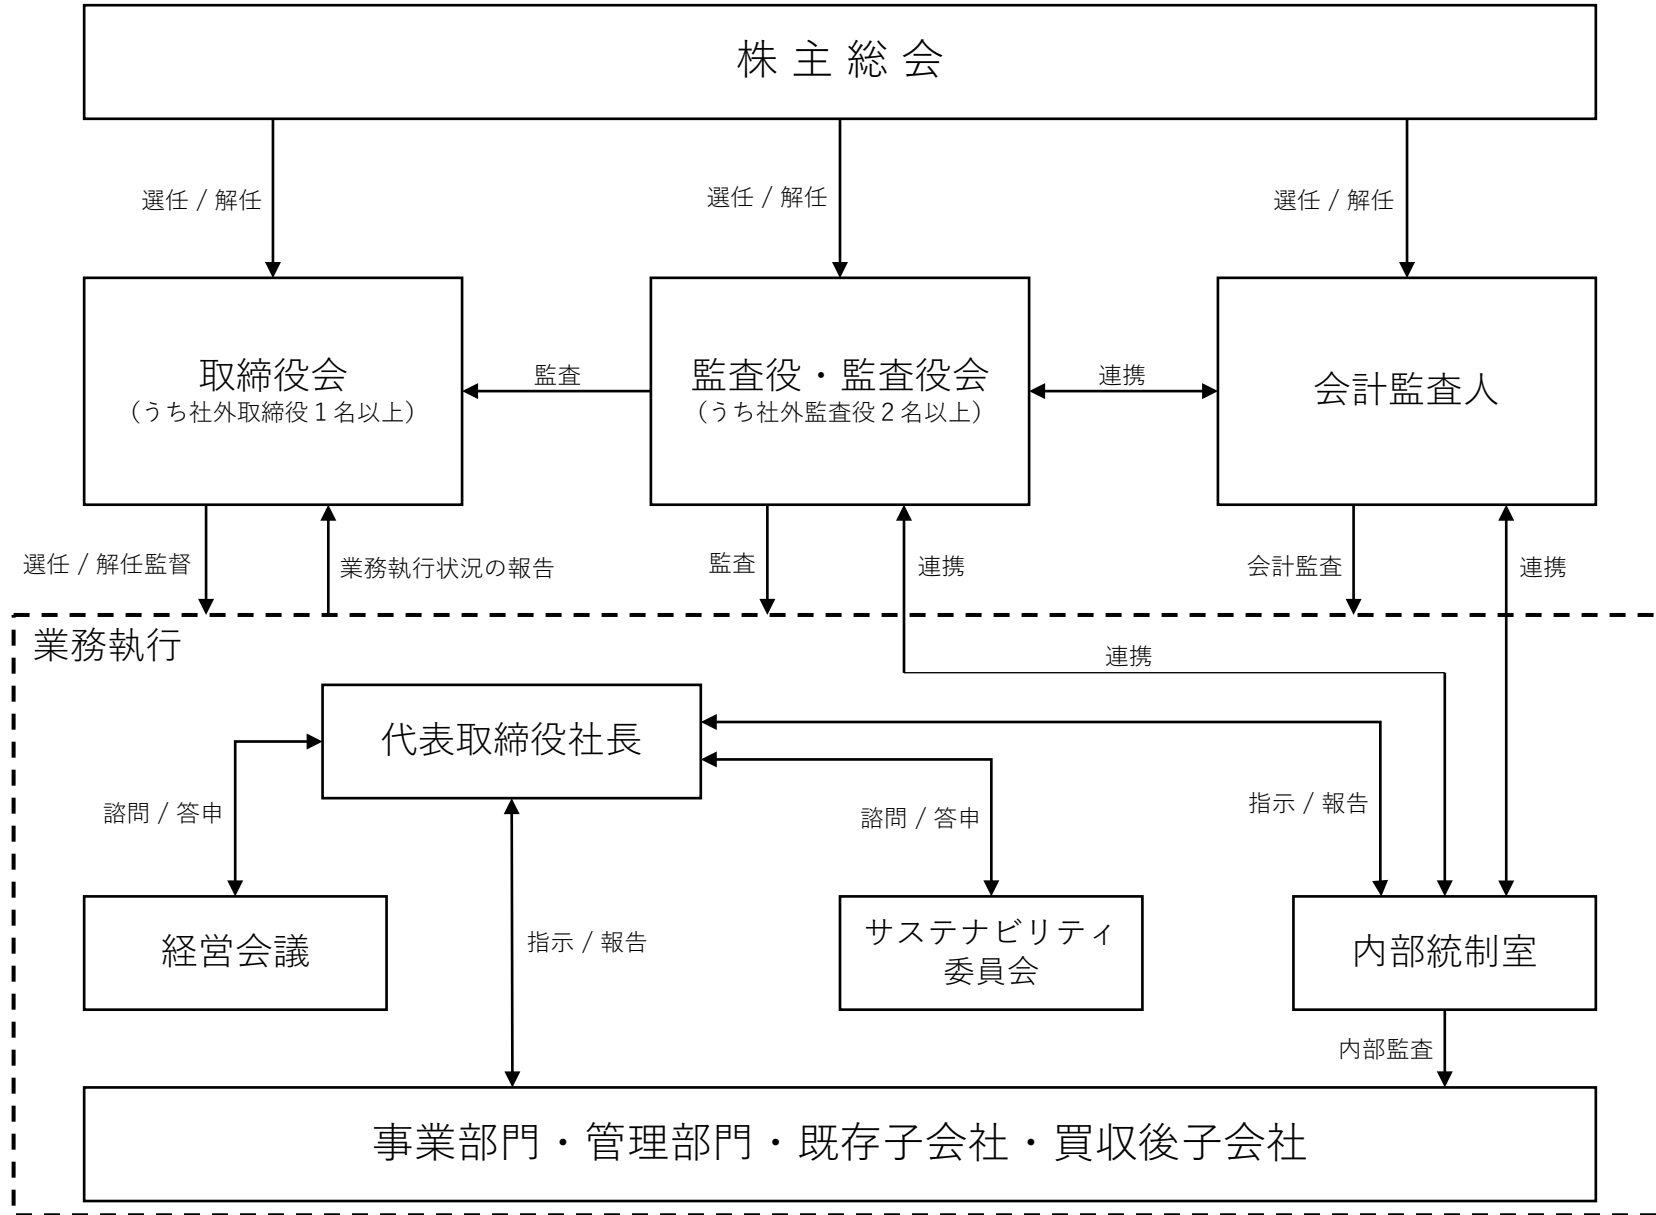 株主総会
選任 / 解任
選任 / 解任
選任 / 解任
取締役会
（うち社外取締役１名以上）
監査
監査役・監査役会
（うち社外監査役２名以上）
連携
会計監査人
選任 / 解任監督
業務執行状況の報告
監査
連携
会計監査
連携
業務執行
連携
代表取締役社長
諮問 / 答申
諮問 / 答申
指示 / 報告
経営会議
指示 / 報告
サステナビリティ
委員会
内部統制室
内部監査
事業部門・管理部門・既存子会社・買収後子会社